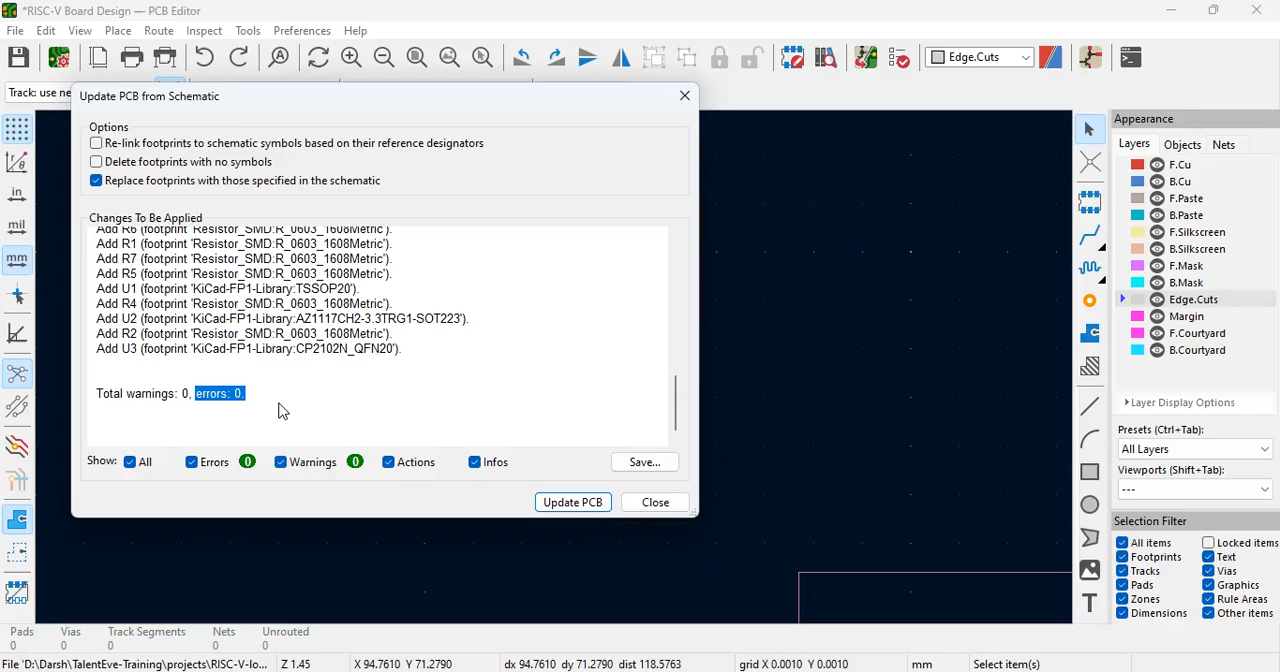 *RISC-V Board Design — PCB Editor
File Edit View Place Route Inspect Tools Preferences Help
Edge.Cuts
Track: use ne
Update PCB from Schematic
Options
Re-link footprints to schematic symbols based on their reference designators
Delete footprints with no symbols
Replace footprints with those specified in the schematic
Changes To Be Applied
Add R6 (footprint 'Resistor_SMD:R_0603_1608Metric').
Add R1 (footprint 'Resistor_SMD:R_0603_1608Metric').
Add R7 (footprint 'Resistor_SMD:R_0603_1608Metric').
Add R5 (footprint 'Resistor_SMD:R_0603_1608Metric').
Add U1 (footprint 'KiCad-FP1-Library:TSSOP20').
Add R4 (footprint 'Resistor_SMD:R_0603_1608Metric').
Add U2 (footprint 'KiCad-FP1-Library:AZ1117CH2-3.3TRG1-SOT223').
Add R2 (footprint 'Resistor_SMD:R_0603_1608Metric').
Add U3 (footprint 'KiCad-FP1-Library:CP2102N_QFN20').
Total warnings: 0, errors: 0.
Show: All Errors 0 Warnings 0 Actions Infos Save...
Update PCB Close
in
mil
mm
Appearance
Layers Objects Nets
F.Cu
B.Cu
F.Paste
B.Paste
F.Silkscreen
B.Silkscreen
F.Mask
B.Mask
Edge.Cuts
Margin
F.Courtyard
B.Courtyard
Layer Display Options
Presets (Ctrl+Tab):
All Layers
Viewports (Shift+Tab):
---
Selection Filter
All items Locked items
Footprints Text
Tracks Vias
Pads Graphics
Zones Rule Areas
Dimensions Other items
Pads Vias Track Segments Nets Unrouted
0 0 0 0 0
File 'D:\Darsh\TalentEve-Training\projects\RISC-V-lo... Z 1.45 X 94.7610 Y 71.2790 dx 94.7610 dy 71.2790 dist 118.5763 grid X 0.0010 Y 0.0010 mm Select item(s)